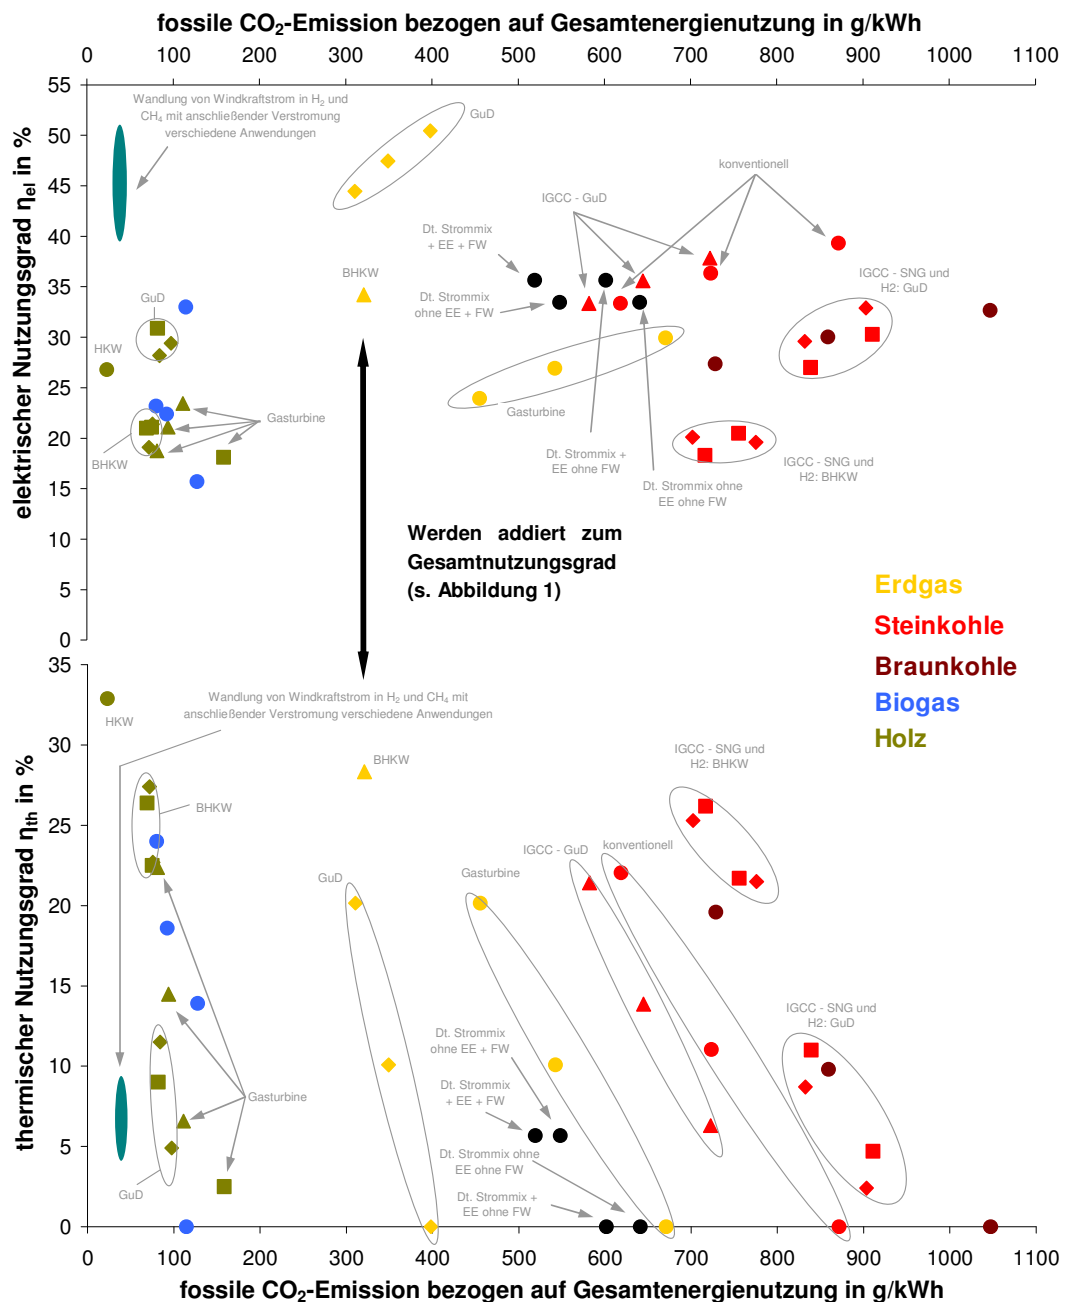 fossile CO₂-Emission bezogen auf Gesamtenergienutzung in g/kWh
0 100 200 300 400 500 600 700 800 900 1000 1100
elektrischer Nutzungsgrad ηel in %
55
50
45
40
35
30
25
20
15
10
5
0
Wandlung von Windkraftstrom in H₂ und
CH₄ mit anschließender Verstromung
verschiedene Anwendungen
GuD
konventionell
IGCC - GuD
Dt. Strommix
+ EE + FW
BHKW
IGCC - SNG und
H2: GuD
Dt. Strommix
ohne EE + FW
GuD
HKW
Gasturbine
Gasturbine
BHKW
Dt. Strommix +
EE ohne FW
IGCC - SNG und
H2: BHKW
Dt. Strommix ohne
EE ohne FW
Werden addiert zum
Gesamtnutzungsgrad
(s. Abbildung 1)
Erdgas
Steinkohle
Braunkohle
Biogas
Holz
thermischer Nutzungsgrad ηth in %
35
30
25
20
15
10
5
0
Wandlung von Windkraftstrom in H₂ und CH₄ mit
anschließender Verstromung verschiedene Anwendungen
HKW
BHKW
IGCC - SNG und
H2: BHKW
BHKW
IGCC - GuD
konventionell
GuD
Gasturbine
IGCC - SNG und
H2: GuD
Dt. Strommix
ohne EE + FW
Dt. Strommix
+ EE + FW
Gasturbine
Dt. Strommix ohne
EE ohne FW
GuD
Dt. Strommix +
EE ohne FW
0 100 200 300 400 500 600 700 800 900 1000 1100
fossile CO₂-Emission bezogen auf Gesamtenergienutzung in g/kWh